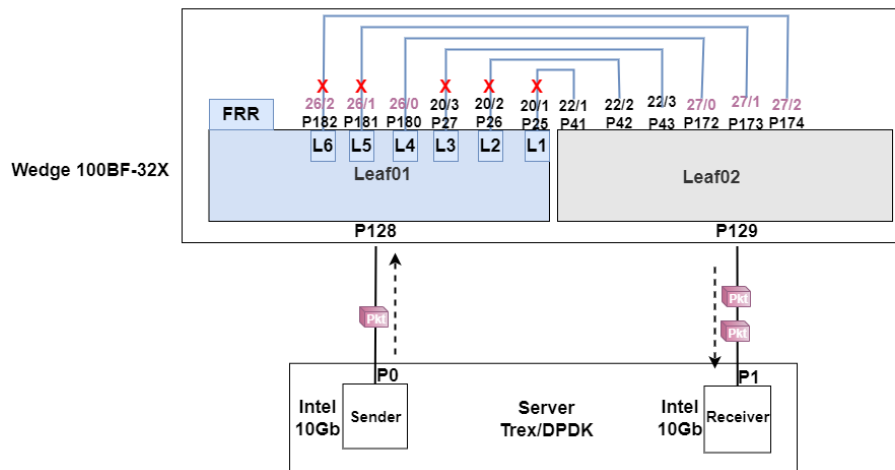 X X X X X
26/2 26/1 26/0 20/3 20/2 20/1 22/1 22/2 22/3 27/0 27/1 27/2
FRR P182 P181 P180 P27 P26 P25 P41 P42 P43 P172 P173 P174
L6 L5 L4 L3 L2 L1
Wedge 100BF-32X
Leaf01
Leaf02
P128
P129
Pkt
Pkt
Pkt
P0
P1
Intel
10Gb
Sender
Server
Trex/DPDK
Intel
10Gb
Receiver